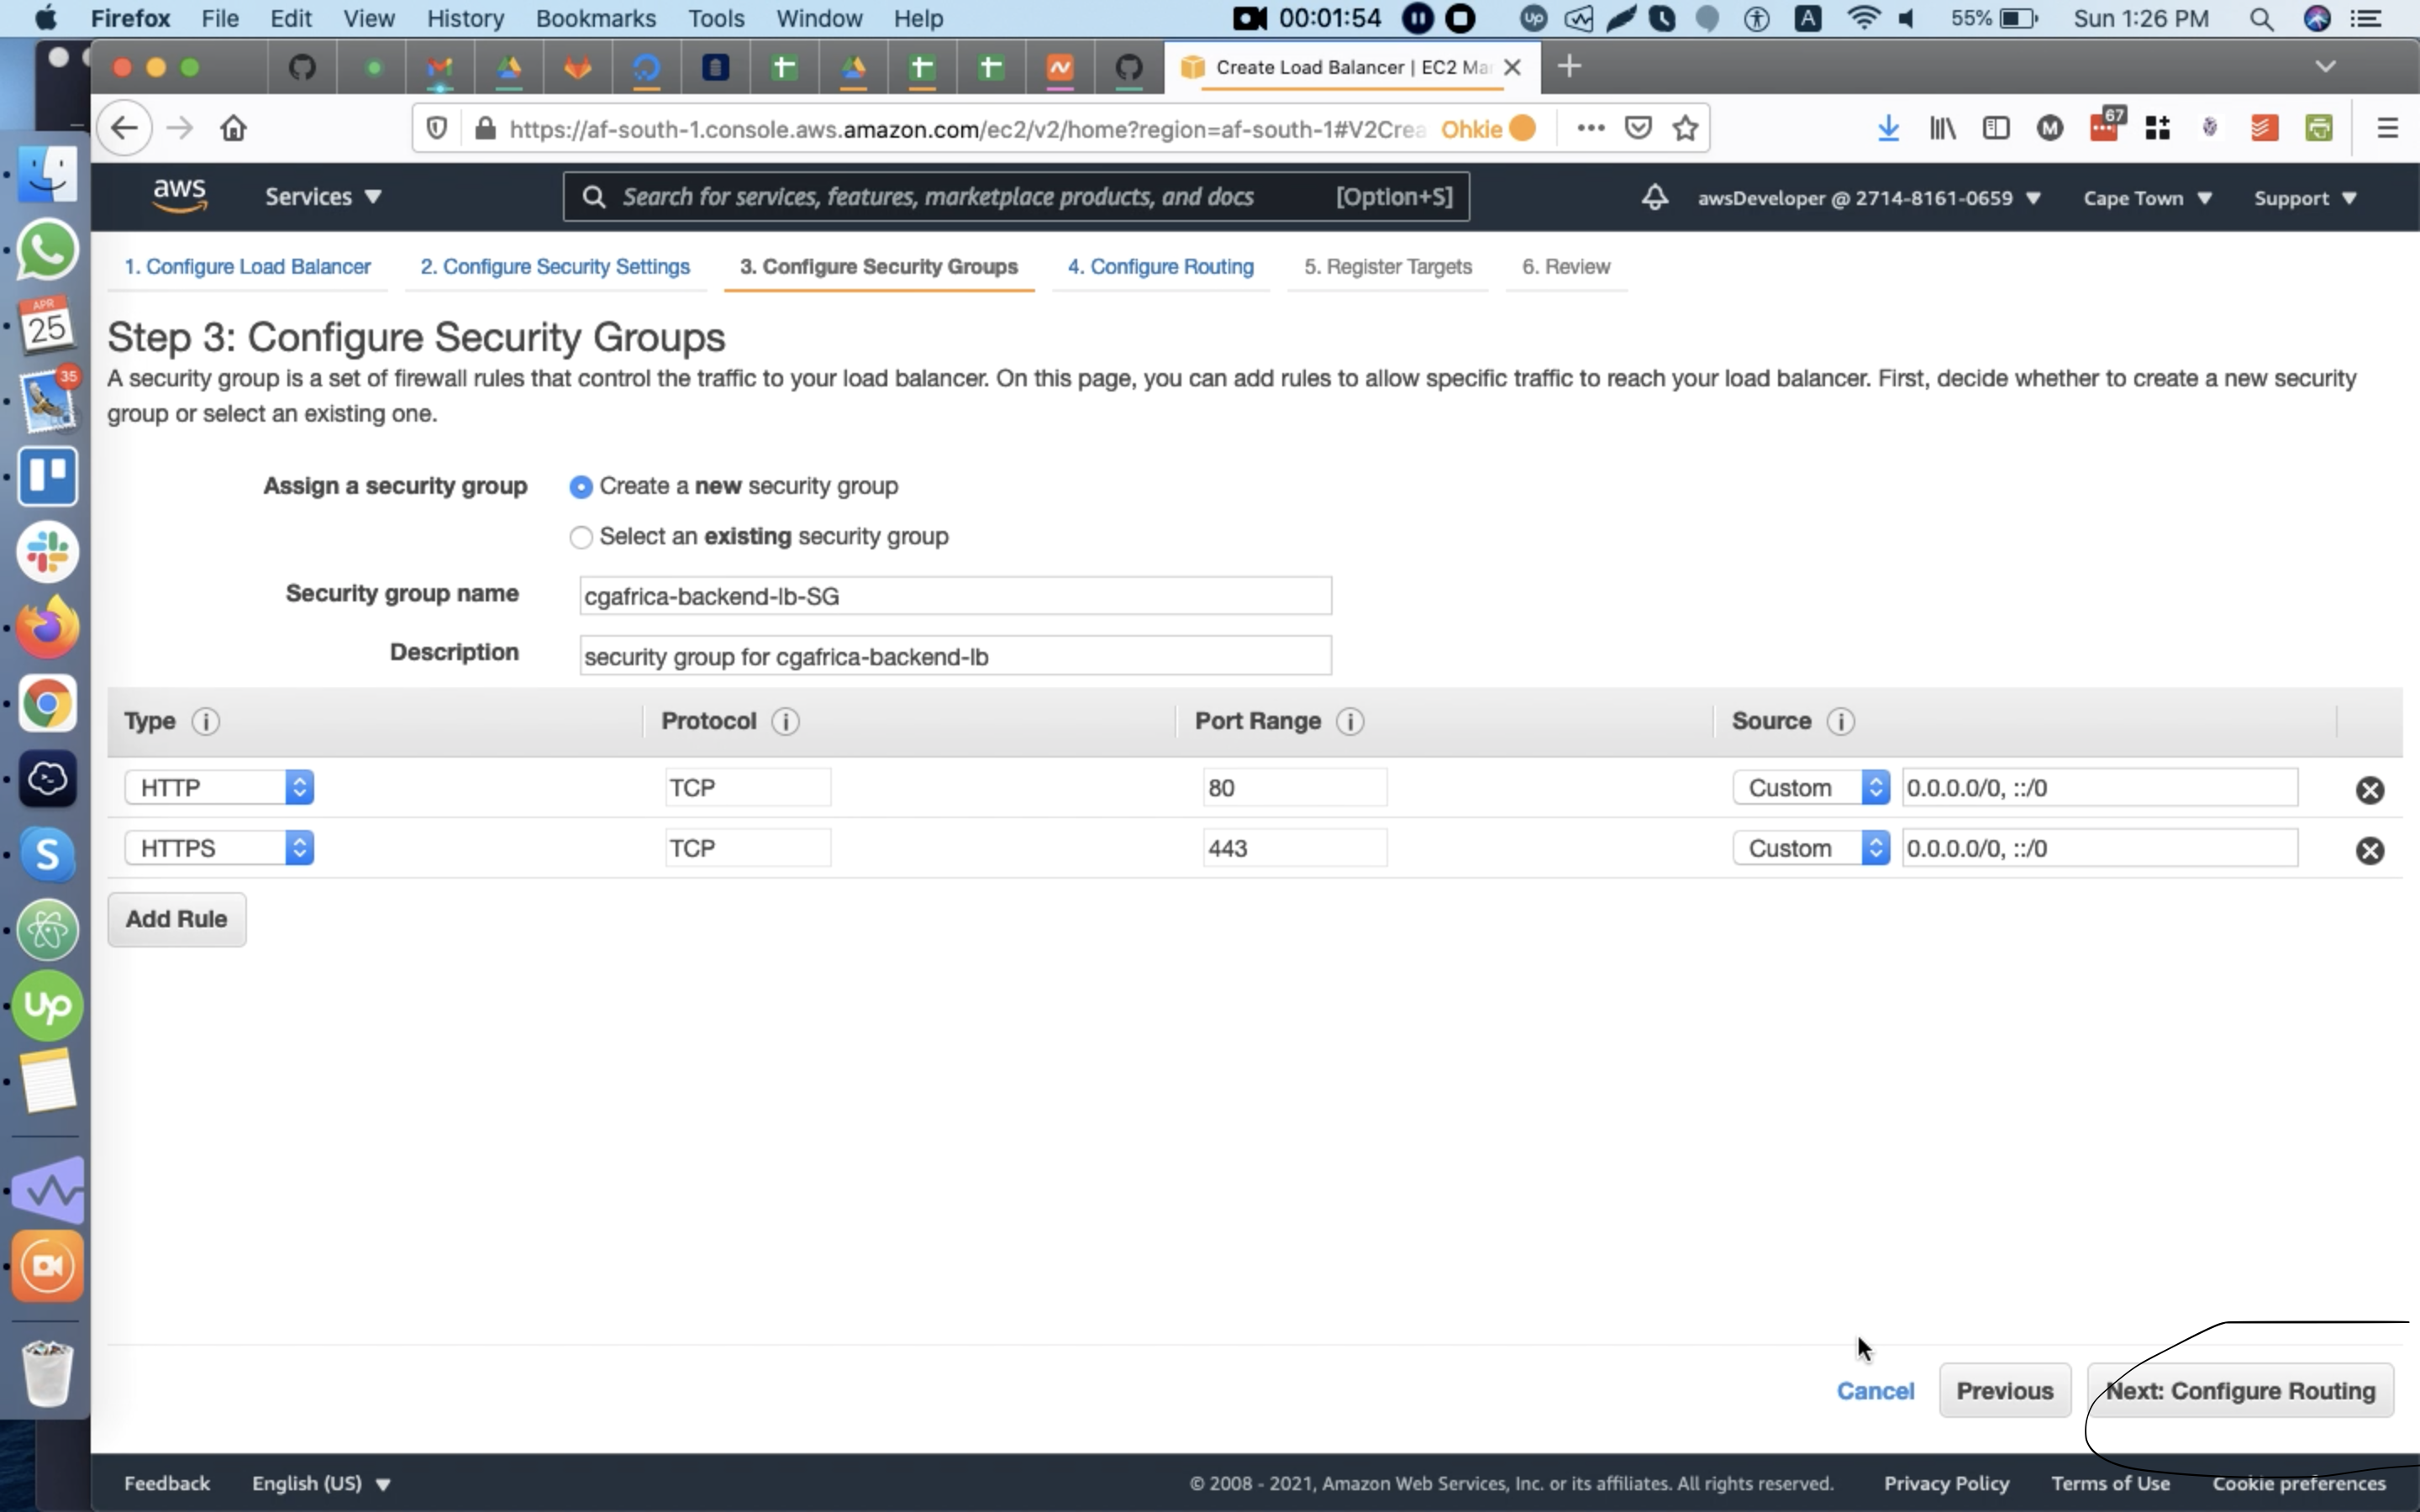 Firefox File Edit View History Bookmarks Tools Window Help 00:01:54 Up A 55% Sun 1:26 PM
Create Load Balancer | EC2 Ma
https://af-south-1.console.aws.amazon.com/ec2/v2/home?region=af-south-1#V2Crea Ohkie M 67
aws Services Search for services, features, marketplace products, and docs [Option+S] awsDeveloper @ 2714-8161-0659 Cape Town Support
1. Configure Load Balancer 2. Configure Security Settings 3. Configure Security Groups 4. Configure Routing 5. Register Targets 6. Review
Step 3: Configure Security Groups
A security group is a set of firewall rules that control the traffic to your load balancer. On this page, you can add rules to allow specific traffic to reach your load balancer. First, decide whether to create a new security
group or select an existing one.
APR
25
35
Assign a security group Create a new security group
Select an existing security group
Security group name cgafrica-backend-lb-SG
Description security group for cgafrica-backend-lb
Type i Protocol i Port Range i Source i
HTTP TCP 80 Custom 0.0.0.0/0, ::/0
HTTPS TCP 443 Custom 0.0.0.0/0, ::/0
Add Rule
S
up
Cancel Previous Next: Configure Routing
Feedback English (US) © 2008 - 2021, Amazon Web Services, Inc. or its affiliates. All rights reserved. Privacy Policy Terms of Use Cookie preferences